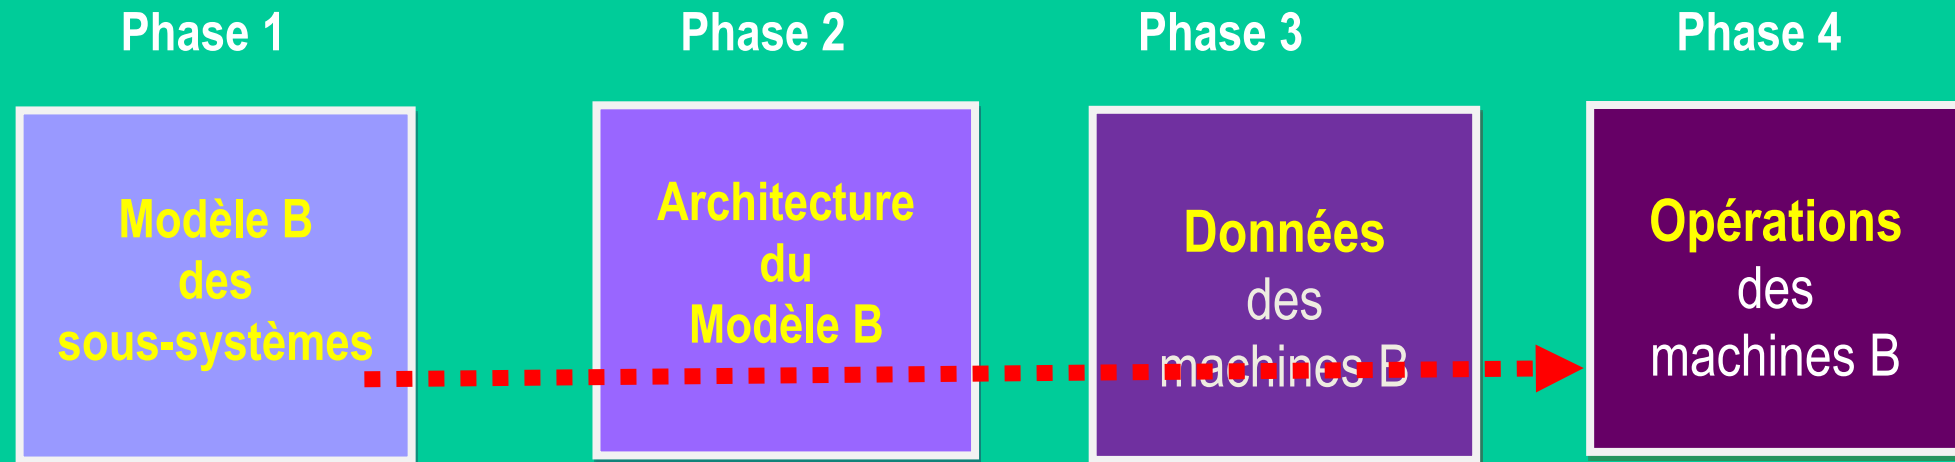 Phase 1
Phase 2
Phase 3
Phase 4
Modèle B
des
sous-systèmes
Architecture
du
Modèle B
Données
des
machines B
Opérations
des
machines B